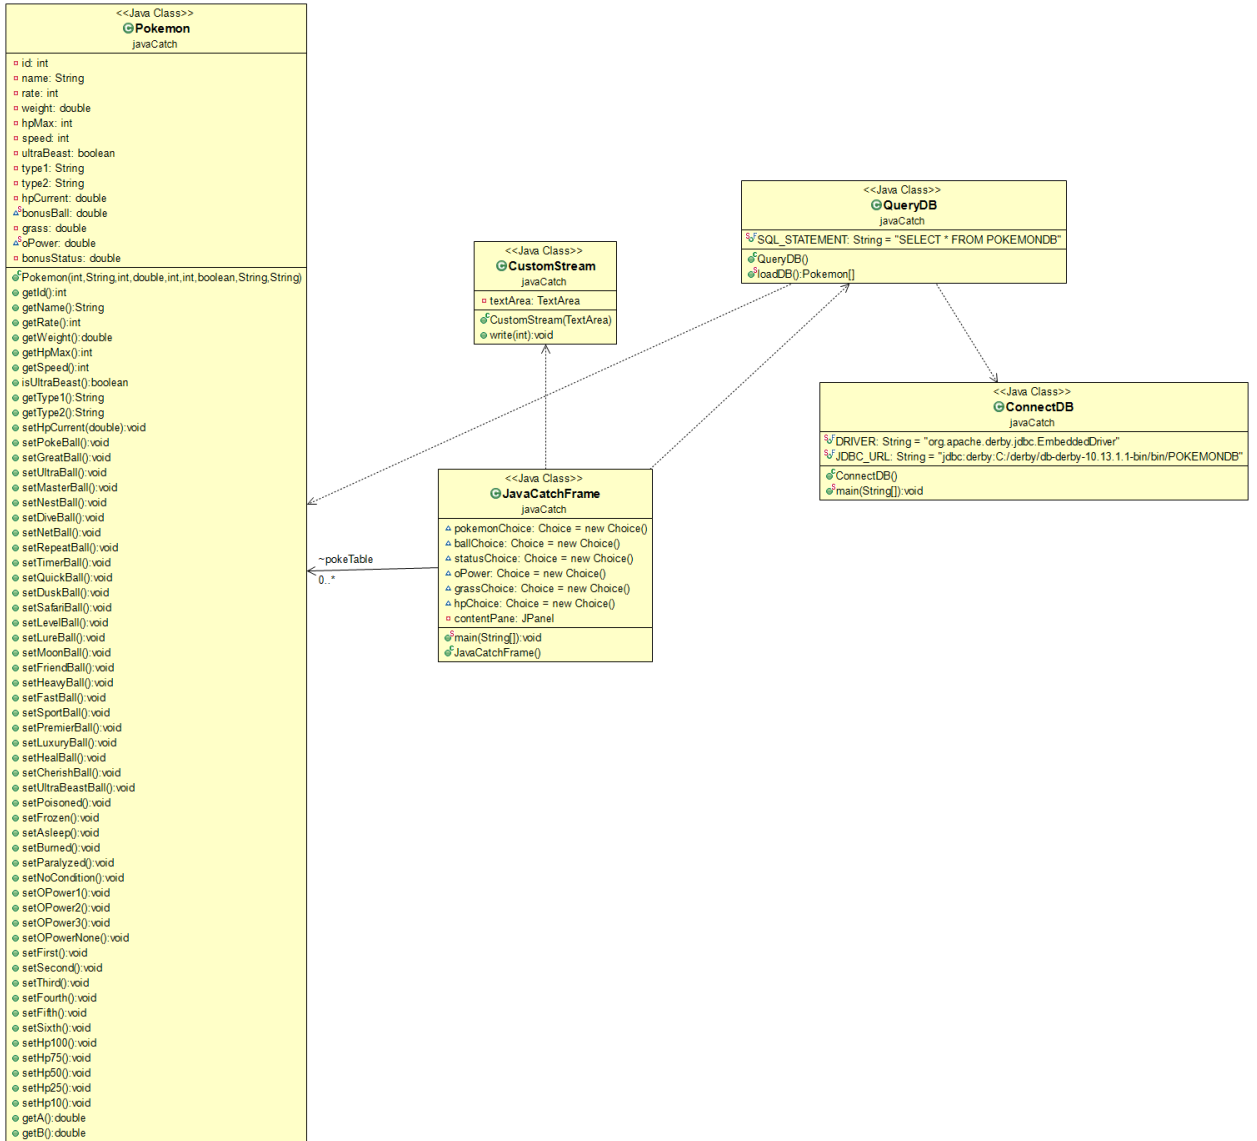 <<Java Class>>
Pokemon
javaCatch
id: int
name: String
rate: int
weight: double
hpMax: int
speed: int
ultraBeast: boolean
type1: String
type2: String
hpCurrent: double
bonusBall: double
grass: double
oPower: double
bonusStatus: double
Pokemon(int,String,int,double,int,int,boolean,String,String)
getId():int
getName():String
getRate():int
getWeight():double
getHpMax():int
getSpeed():int
isUltraBeast():boolean
getType1():String
getType2():String
setHpCurrent(double):void
setPokeBall():void
setGreatBall():void
setUltraBall():void
setMasterBall():void
setNestBall():void
setDiveBall():void
setNetBall():void
setRepeatBall():void
setTimerBall():void
setQuickBall():void
setDuskBall():void
setSafariBall():void
setLevelBall():void
setLureBall():void
setMoonBall():void
setFriendBall():void
setHeavyBall():void
setFastBall():void
setSportBall():void
setPremierBall():void
setLuxuryBall():void
setHealBall():void
setCherishBall():void
setUltraBeastBall():void
setPoisoned():void
setFrozen():void
setAsleep():void
setBurned():void
setParalyzed():void
setNoCondition():void
setOPower1():void
setOPower2():void
setOPower3():void
setOPowerNone():void
setFirst():void
setSecond():void
setThird():void
setFourth():void
setFifth():void
setSixth():void
setHp100():void
setHp75():void
setHp50():void
setHp25():void
setHp10():void
getA():double
getB():double
<<Java Class>>
CustomStream
javaCatch
textArea: TextArea
CustomStream(TextArea)
write(int):void
<<Java Class>>
QueryDB
javaCatch
SQL_STATEMENT: String = "SELECT * FROM POKEMONDB"
QueryDB()
loadDB():Pokemon[]
<<Java Class>>
ConnectDB
javaCatch
DRIVER: String = "org.apache.derby.jdbc.EmbeddedDriver"
JDBC_URL: String = "jdbc:derby:C:/derby/db-derby-10.13.1.1-bin/bin/POKEMONDB"
ConnectDB()
main(String[]):void
<<Java Class>>
JavaCatchFrame
javaCatch
pokemonChoice: Choice = new Choice()
ballChoice: Choice = new Choice()
statusChoice: Choice = new Choice()
oPower: Choice = new Choice()
grassChoice: Choice = new Choice()
hpChoice: Choice = new Choice()
contentPane: JPanel
main(String[]):void
JavaCatchFrame()
~pokeTable
0..*